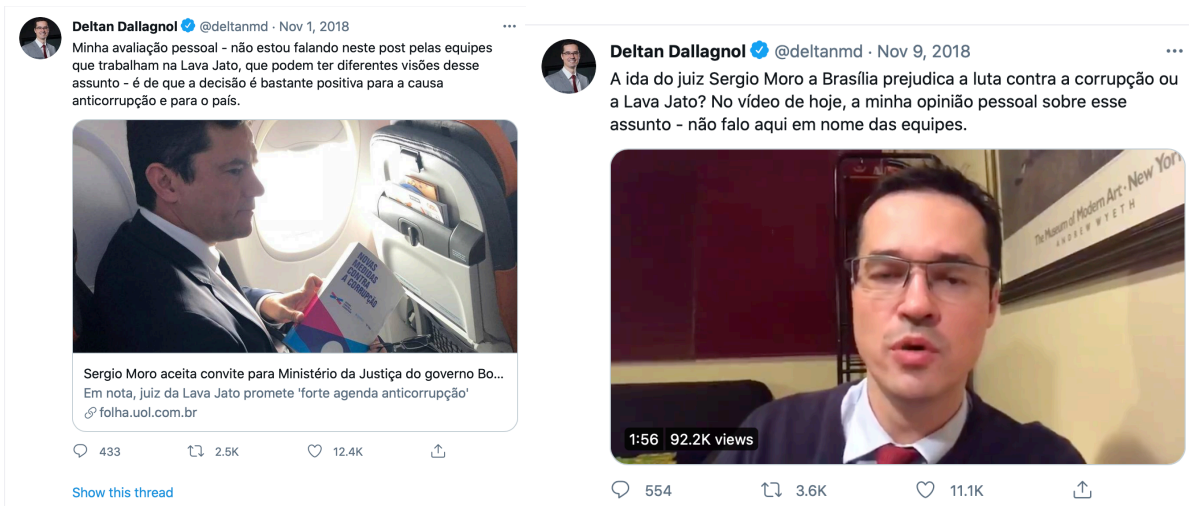 Deltan Dallagnol @deltanmd · Nov 1, 2018
Minha avaliação pessoal - não estou falando neste post pelas equipes
que trabalham na Lava Jato, que podem ter diferentes visões desse
assunto - é de que a decisão é bastante positiva para a causa
anticorrupção e para o país.
NOVAS
MEDIDAS
CONTRA
A CORRUPÇÃO
Sergio Moro aceita convite para Ministério da Justiça do governo Bo...
Em nota, juiz da Lava Jato promete 'forte agenda anticorrupção'
folha.uol.com.br
433 2.5K 12.4K
Show this thread
Deltan Dallagnol @deltanmd · Nov 9, 2018
A ida do juiz Sergio Moro a Brasília prejudica a luta contra a corrupção ou
a Lava Jato? No vídeo de hoje, a minha opinião pessoal sobre esse
assunto - não falo aqui em nome das equipes.
The Museum of Modern Art · New York
ANDREW WYETH
1:56 92.2K views
554 3.6K 11.1K